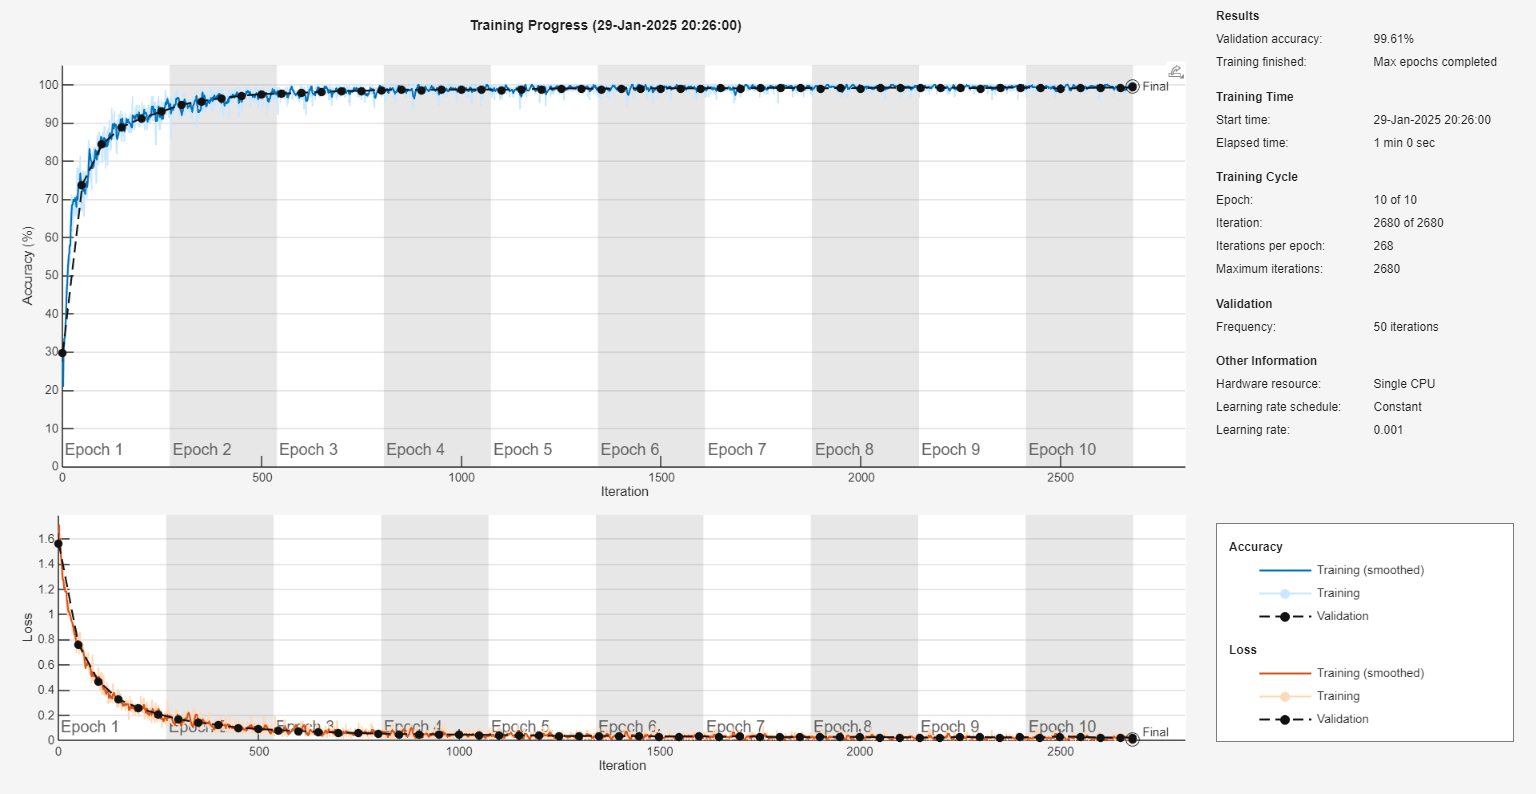 Training Progress (29-Jan-2025 20:26:00)
100
90
80
70
60
50
40
30
20
10
0
Accuracy (%)
Final
Epoch 1
Epoch 2
Epoch 3
Epoch 4
Epoch 5
Epoch 6
Epoch 7
Epoch 8
Epoch 9
Epoch 10
0
500
1000
1500
2000
2500
Iteration
1.6
1.4
1.2
1
0.8
0.6
0.4
0.2
0
Loss
Final
Epoch 1
Epoch 2
Epoch 3
Epoch 4
Epoch 5
Epoch 6
Epoch 7
Epoch 8
Epoch 9
Epoch 10
0
500
1000
1500
2000
2500
Iteration
Results
Validation accuracy: 99.61%
Training finished: Max epochs completed
Training Time
Start time: 29-Jan-2025 20:26:00
Elapsed time: 1 min 0 sec
Training Cycle
Epoch: 10 of 10
Iteration: 2680 of 2680
Iterations per epoch: 268
Maximum iterations: 2680
Validation
Frequency: 50 iterations
Other Information
Hardware resource: Single CPU
Learning rate schedule: Constant
Learning rate: 0.001
Accuracy
Training (smoothed)
Training
Validation
Loss
Training (smoothed)
Training
Validation